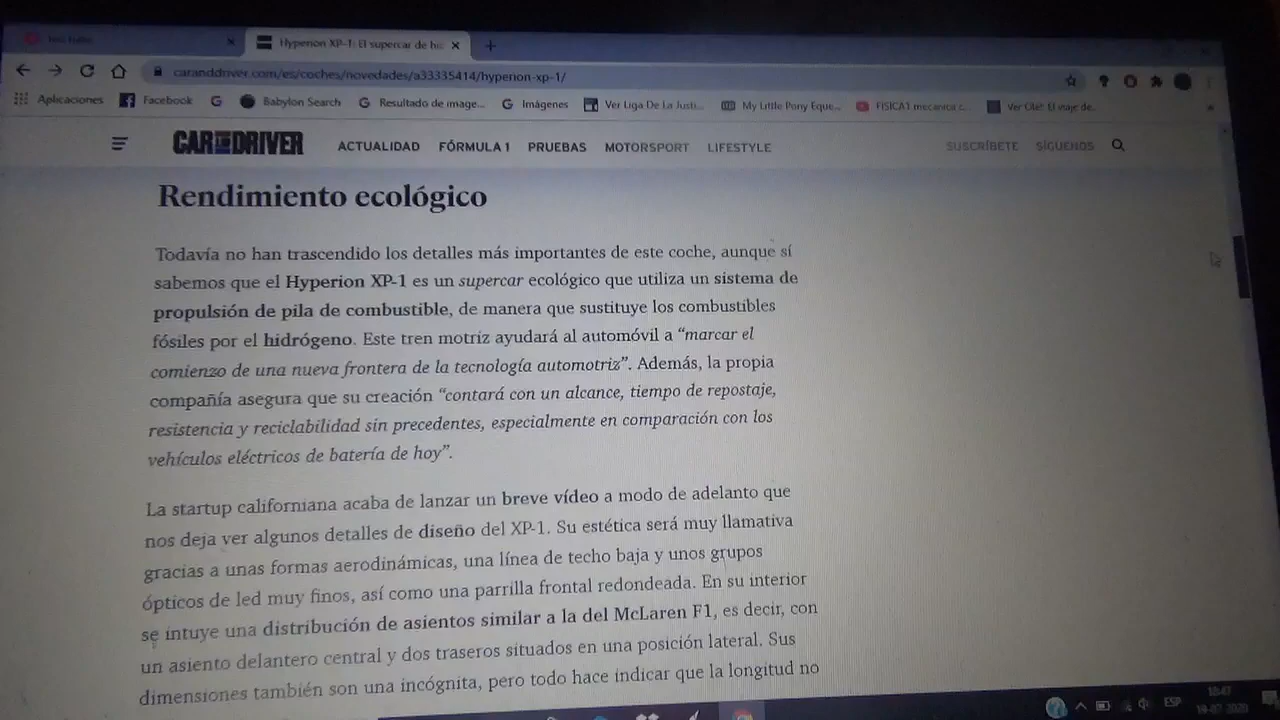 Hyperion XP-1: El supercar de hi
caranddriver.com/es/coches/novedades/a33335414/hyperion-xp-1/
Aplicaciones Facebook Babylon Search Resultado de image... Imágenes Ver Liga De La Justi... My Little Pony Eque... FISICA1 mecanica c... Ver Olé! El viaje de...
CAR AND DRIVER ACTUALIDAD FÓRMULA 1 PRUEBAS MOTORSPORT LIFESTYLE SUSCRÍBETE SÍGUENOS
Rendimiento ecológico
Todavía no han trascendido los detalles más importantes de este coche, aunque sí
sabemos que el Hyperion XP-1 es un supercar ecológico que utiliza un sistema de
propulsión de pila de combustible, de manera que sustituye los combustibles
fósiles por el hidrógeno. Este tren motriz ayudará al automóvil a “marcar el
comienzo de una nueva frontera de la tecnología automotriz”. Además, la propia
compañía asegura que su creación “contará con un alcance, tiempo de repostaje,
resistencia y reciclabilidad sin precedentes, especialmente en comparación con los
vehículos eléctricos de batería de hoy”.
La startup californiana acaba de lanzar un breve vídeo a modo de adelanto que
nos deja ver algunos detalles de diseño del XP-1. Su estética será muy llamativa
gracias a unas formas aerodinámicas, una línea de techo baja y unos grupos
ópticos de led muy finos, así como una parrilla frontal redondeada. En su interior
se intuye una distribución de asientos similar a la del McLaren F1, es decir, con
un asiento delantero central y dos traseros situados en una posición lateral. Sus
dimensiones también son una incógnita, pero todo hace indicar que la longitud no
ESP
18:47
19-07-2020